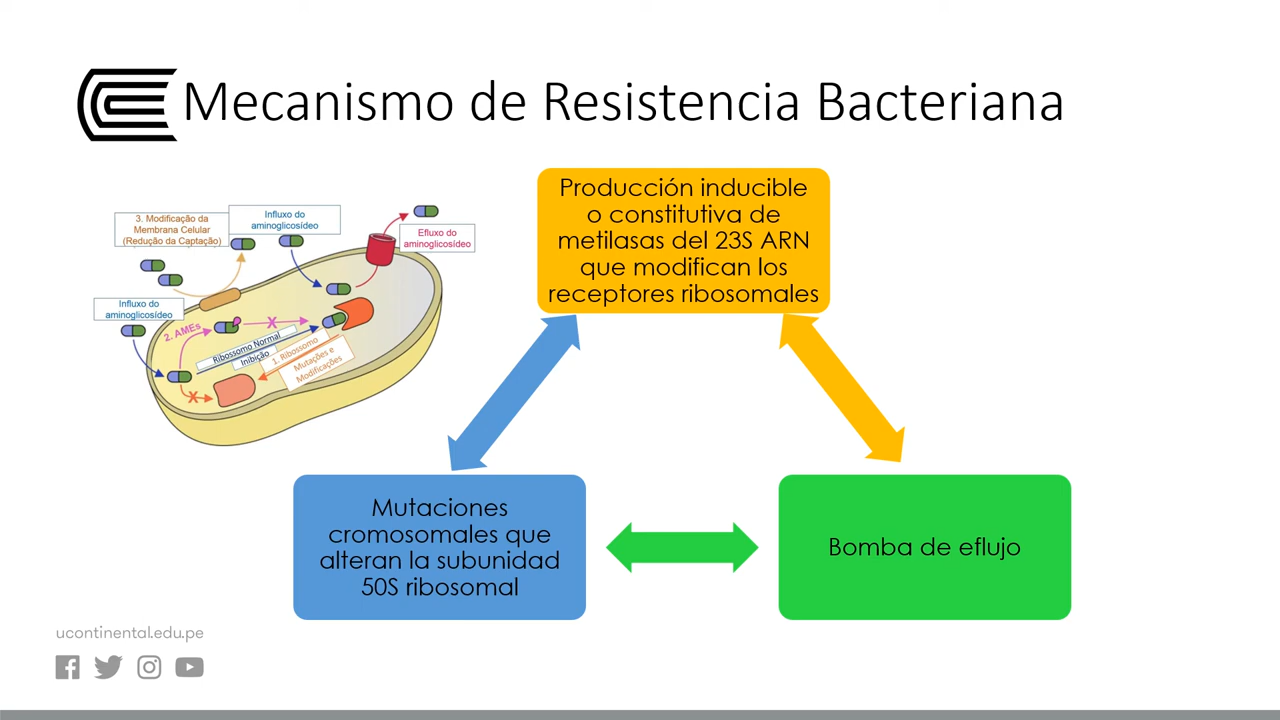 Mecanismo de Resistencia Bacteriana
Producción inducible
o constitutiva de
metilasas del 23S ARN
que modifican los
receptores ribosomales
3. Modificação da
Membrana Celular
(Redução da Captação)
Influxo do
aminoglicosídeo
Efluxo do
aminoglicosídeo
Influxo do
aminoglicosídeo
2. AMEs
X
Ribossomo Normal
Inibição
1. Ribossomo
Mutações e
Modificações
X
Mutaciones
cromosomales que
alteran la subunidad
50S ribosomal
Bomba de eflujo
ucontinental.edu.pe